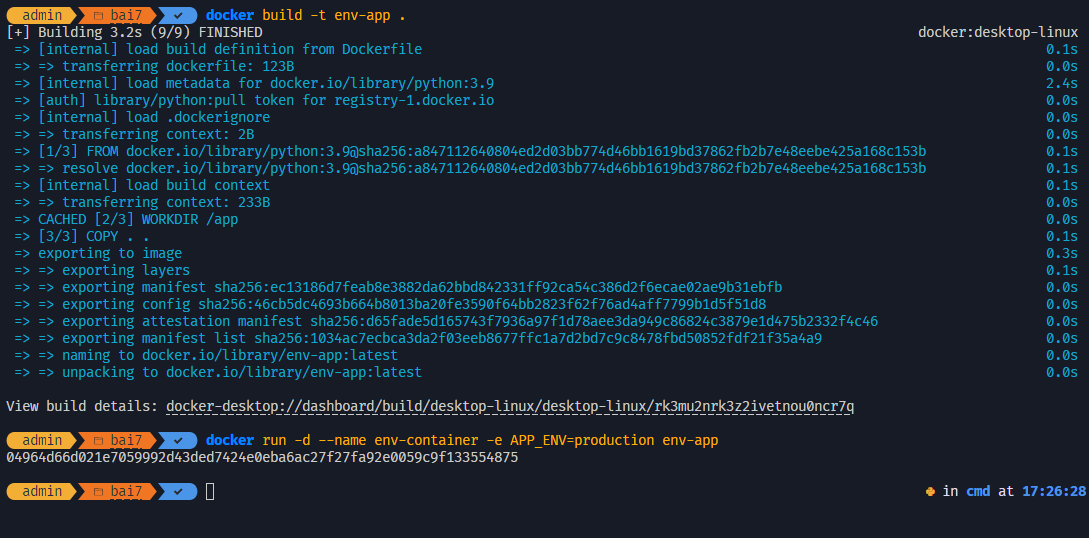 admin bai7 ✓ docker build -t env-app .
[+] Building 3.2s (9/9) FINISHED docker:desktop-linux
=> [internal] load build definition from Dockerfile 0.1s
=> => transferring dockerfile: 123B 0.0s
=> [internal] load metadata for docker.io/library/python:3.9 2.4s
=> [auth] library/python:pull token for registry-1.docker.io 0.0s
=> [internal] load .dockerignore 0.0s
=> => transferring context: 2B 0.0s
=> [1/3] FROM docker.io/library/python:3.9@sha256:a847112640804ed2d03bb774d46bb1619bd37862fb2b7e48eebe425a168c153b 0.1s
=> => resolve docker.io/library/python:3.9@sha256:a847112640804ed2d03bb774d46bb1619bd37862fb2b7e48eebe425a168c153b 0.1s
=> [internal] load build context 0.1s
=> => transferring context: 233B 0.0s
=> CACHED [2/3] WORKDIR /app 0.0s
=> [3/3] COPY . . 0.1s
=> exporting to image 0.3s
=> => exporting layers 0.1s
=> => exporting manifest sha256:ec13186d7feab8e3882da62bbd842331ff92ca54c386d2f6ecae02ae9b31ebfb 0.0s
=> => exporting config sha256:46cb5dc4693b664b8013ba20fe3590f64bb2823f62f76ad4aff7799b1d5f51d8 0.0s
=> => exporting attestation manifest sha256:d65fade5d165743f7936a97f1d78aee3da949c86824c3879e1d475b2332f4c46 0.0s
=> => exporting manifest list sha256:1034ac7ecbca3da2f03eeb8677ffc1a7d2bd7c9c8478fbd50852fdf21f35a4a9 0.0s
=> => naming to docker.io/library/env-app:latest 0.0s
=> => unpacking to docker.io/library/env-app:latest 0.0s
View build details: docker-desktop://dashboard/build/desktop-linux/desktop-linux/rk3mu2nrk3z2ivetnou0ncr7q
admin bai7 ✓ docker run -d --name env-container -e APP_ENV=production env-app
04964d66d021e7059992d43ded7424e0eba6ac27f27fa92e0059c9f133554875
admin bai7 ✓ in cmd at 17:26:28